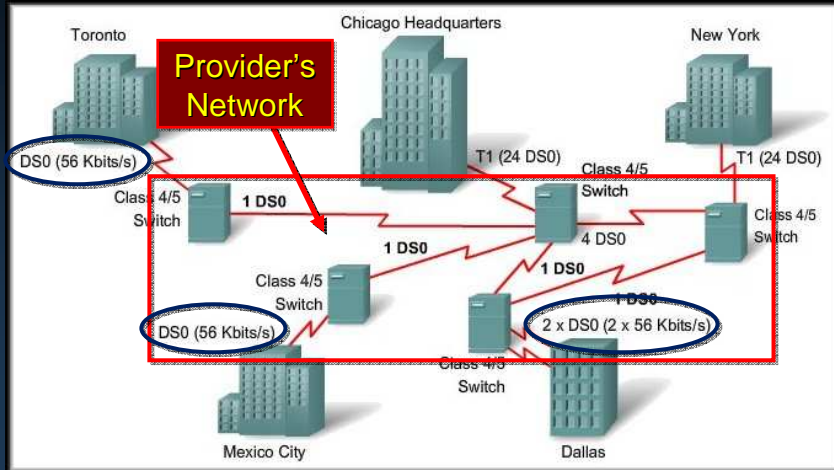 Chicago Headquarters
Toronto
New York
Provider's
Network
DS0 (56 Kbits/s)
T1 (24 DS0)
T1 (24 DS0)
Class 4/5
Switch
Class 4/5
Switch
1 DS0
Class 4/5
Switch
4 DS0
1 DS0
1 DS0
Class 4/5
Switch
1 DS0
DS0 (56 Kbits/s)
2 x DS0 (2 x 56 Kbits/s)
Class 4/5
Switch
Mexico City
Dallas